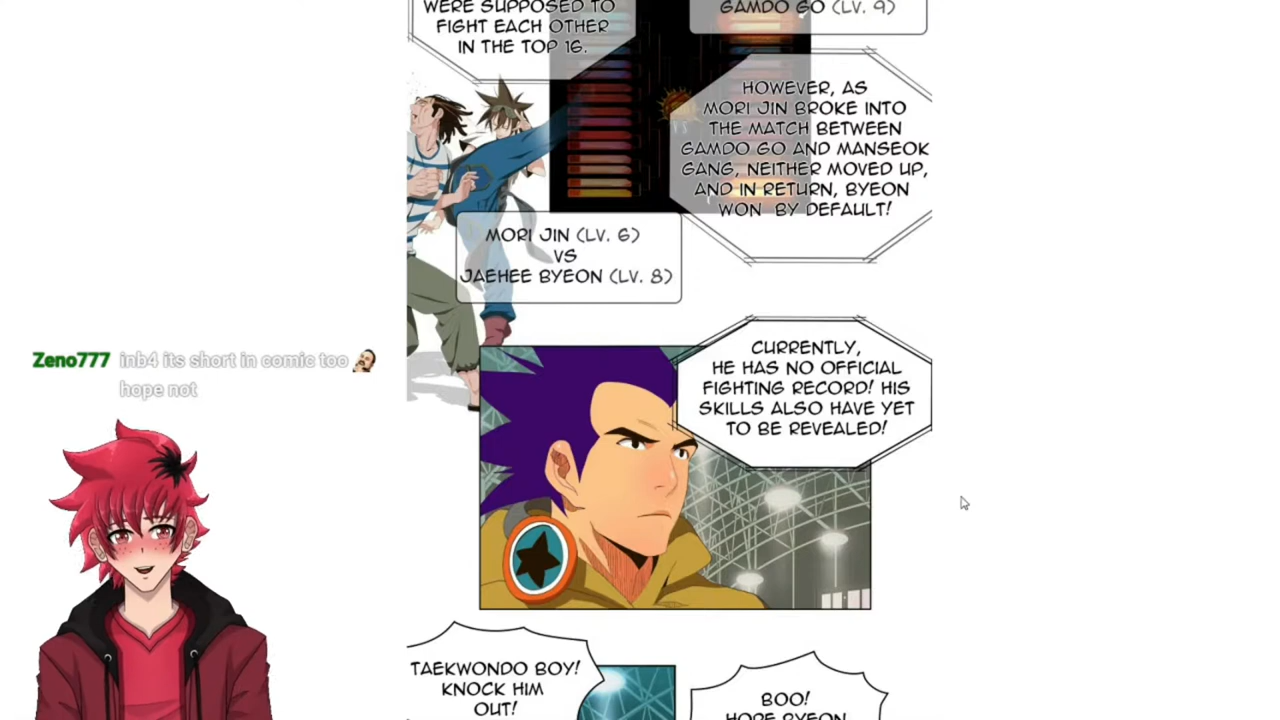 WERE SUPPOSED TO
FIGHT EACH OTHER
IN THE TOP 16.
GAMDO GO (LV. 9)
HOWEVER, AS
MORI JIN BROKE INTO
THE MATCH BETWEEN
GAMDO GO AND MANSEOK
GANG, NEITHER MOVED UP,
AND IN RETURN, BYEON
WON BY DEFAULT!
VS
MORI JIN (LV. 6)
VS
JAEHEE BYEON (LV. 8)
CURRENTLY,
HE HAS NO OFFICIAL
FIGHTING RECORD! HIS
SKILLS ALSO HAVE YET
TO BE REVEALED!
Zeno777 inb4 its short in comic too
hope not
TAEKWONDO BOY!
KNOCK HIM
OUT!
BOO!
HOPE BYEON